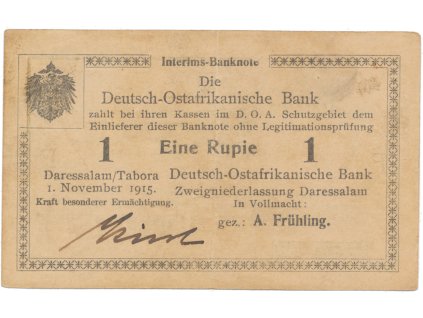 Interims-Banknote
Die
Deutsch-Ostafrikanische Bank
zahlt bei ihren Kassen im D. O. A. Schutzgebiet dem
Einlieferer dieser Banknote ohne Legitimationsprüfung
1 Eine Rupie 1
Daressalam/Tabora
1. November 1915.
Kraft besonderer Ermächtigung.
Deutsch-Ostafrikanische Bank
Zweigniederlassung Daressalam
In Vollmacht:
gez.: A. Frühling.